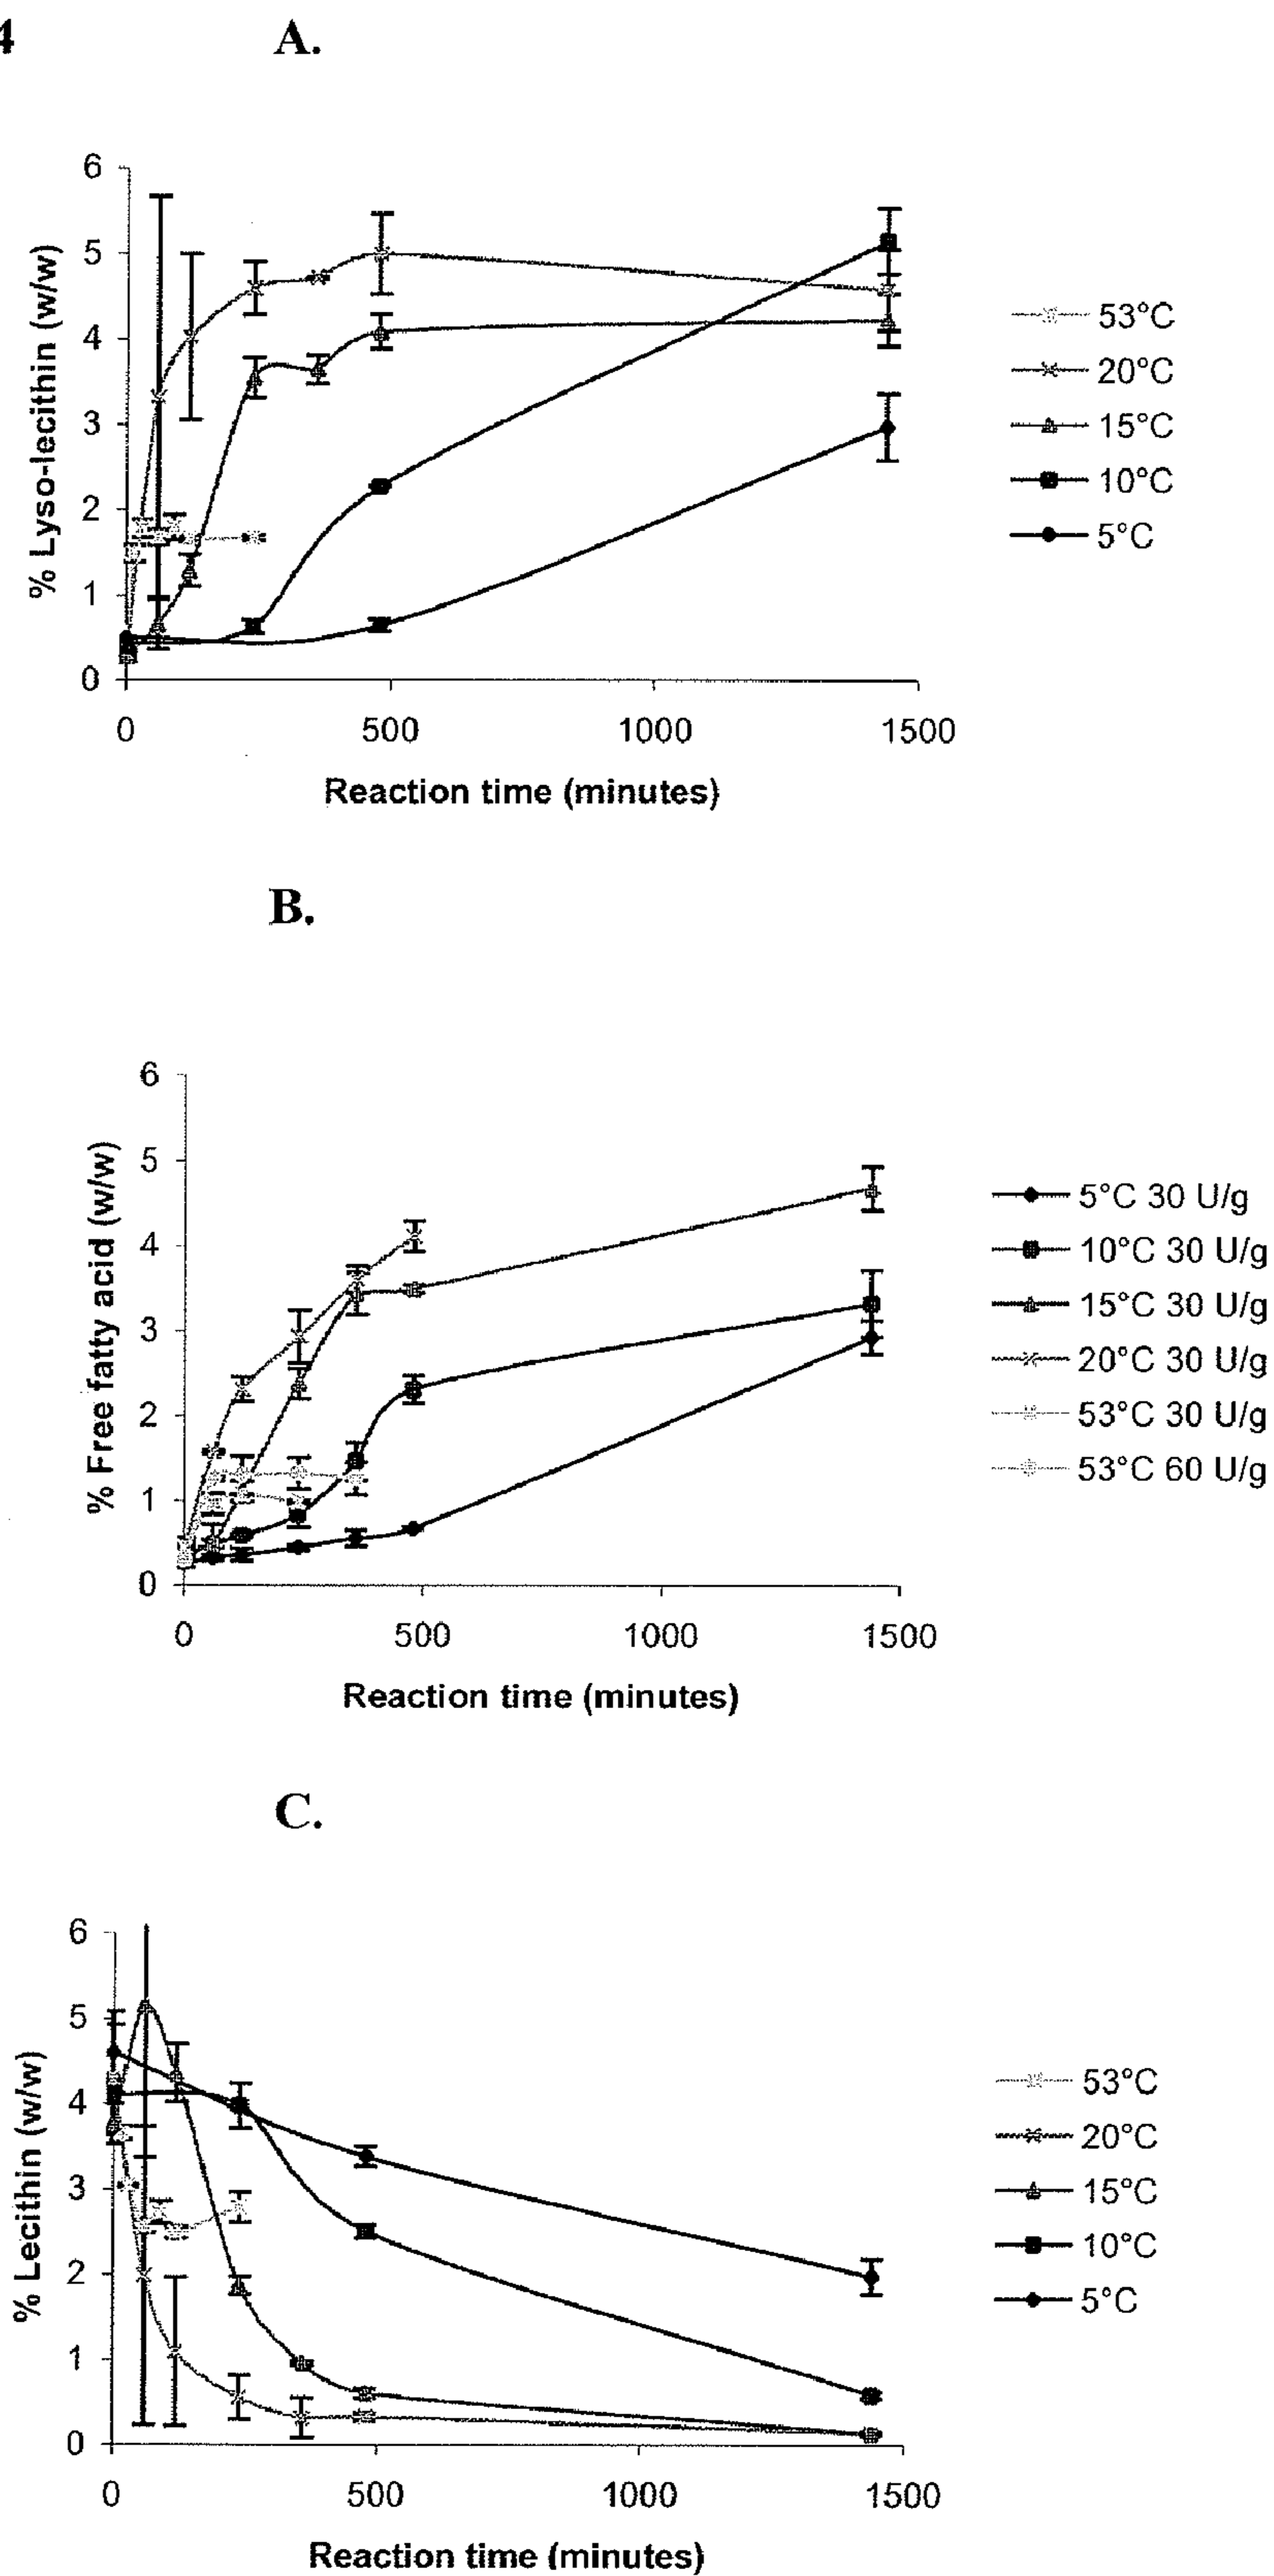 4
A.
6
5
4
3
2
1
0
% Lyso-lecithin (w/w)
0 500 1000 1500
Reaction time (minutes)
53°C
20°C
15°C
10°C
5°C
B.
6
5
4
3
2
1
0
% Free fatty acid (w/w)
0 500 1000 1500
Reaction time (minutes)
5°C 30 U/g
10°C 30 U/g
15°C 30 U/g
20°C 30 U/g
53°C 30 U/g
53°C 60 U/g
C.
6
5
4
3
2
1
0
% Lecithin (w/w)
0 500 1000 1500
Reaction time (minutes)
53°C
20°C
15°C
10°C
5°C